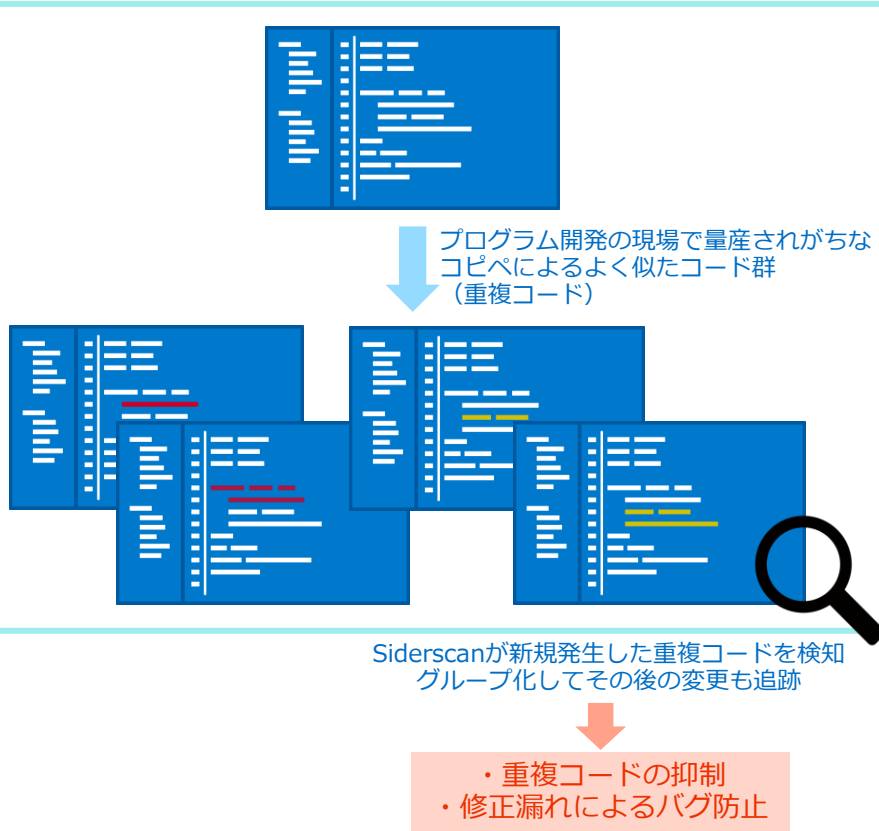 プログラム開発の現場で量産されがちな
コピペによるよく似たコード群
（重複コード）
Siderscanが新規発生した重複コードを検知
グループ化してその後の変更も追跡
・重複コードの抑制
・修正漏れによるバグ防止